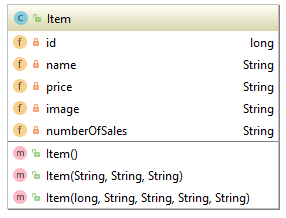 Item
id long
name String
price String
image String
numberOfSales String
Item()
Item(String, String, String)
Item(long, String, String, String, String)